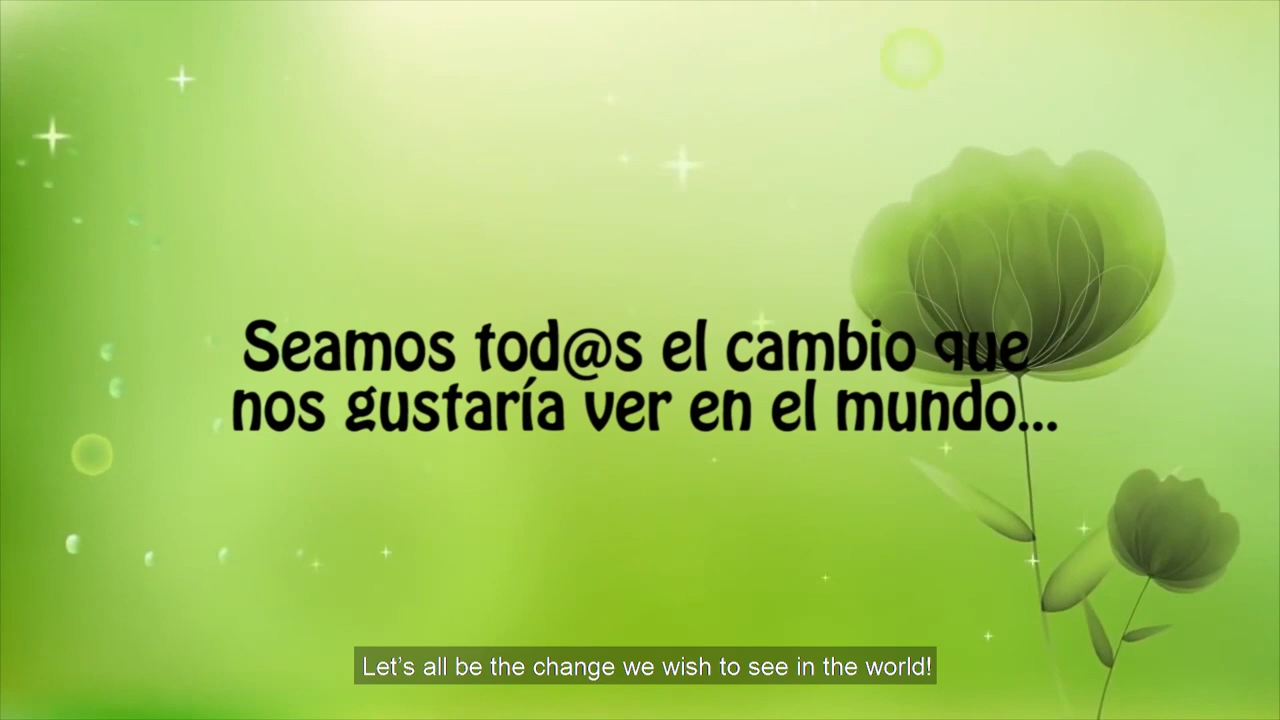 Seamos tod@s el cambio que
nos gustaría ver en el mundo...
Let’s all be the change we wish to see in the world!